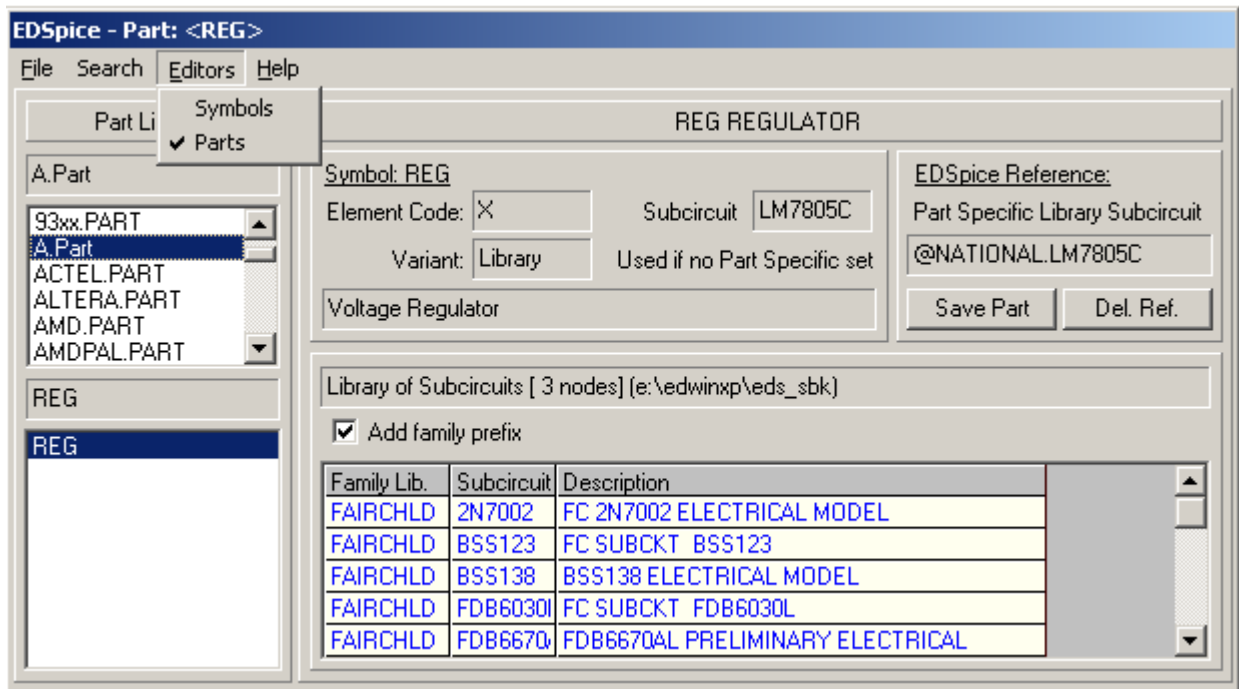 EDSpice - Part: <REG>
File Search Editors Help
Symbols
Parts
Part Li
REG REGULATOR
A.Part
93xx.PART
A.Part
ACTEL.PART
ALTERA.PART
AMD.PART
AMDPAL.PART
REG
REG
Symbol: REG
Element Code: X
Subcircuit LM7805C
Variant: Library
Used if no Part Specific set
Voltage Regulator
EDSpice Reference:
Part Specific Library Subcircuit
@NATIONAL.LM7805C
Save Part Del. Ref.
Library of Subcircuits [ 3 nodes] (e:\edwinxp\eds_sbk)
Add family prefix
Family Lib. Subcircuit Description
FAIRCHLD 2N7002 FC 2N7002 ELECTRICAL MODEL
FAIRCHLD BSS123 FC SUBCKT BSS123
FAIRCHLD BSS138 BSS138 ELECTRICAL MODEL
FAIRCHLD FDB6030l FC SUBCKT FDB6030L
FAIRCHLD FDB6670 FDB6670AL PRELIMINARY ELECTRICAL